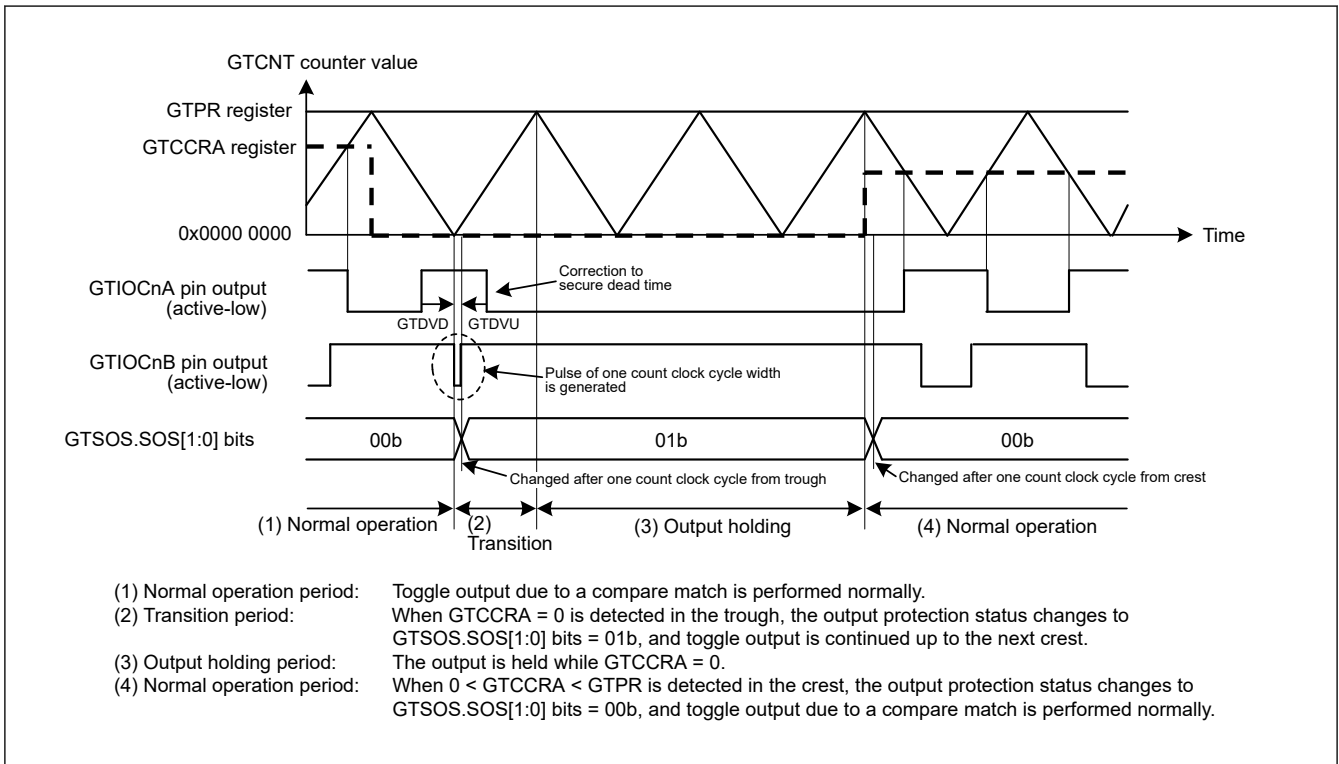 GTCNT counter value
GTPR register
GTCCRA register
0x0000 0000
Time
GTIOCnA pin output
(active-low)
Correction to
secure dead time
GTDVD
GTDVU
GTIOCnB pin output
(active-low)
Pulse of one count clock cycle width
is generated
GTSOS.SOS[1:0] bits
00b
01b
00b
Changed after one count clock cycle from trough
Changed after one count clock cycle from crest
(1) Normal operation
(2)
Transition
(3) Output holding
(4) Normal operation
(1) Normal operation period: Toggle output due to a compare match is performed normally.
(2) Transition period: When GTCCRA = 0 is detected in the trough, the output protection status changes to
GTSOS.SOS[1:0] bits = 01b, and toggle output is continued up to the next crest.
(3) Output holding period: The output is held while GTCCRA = 0.
(4) Normal operation period: When 0 < GTCCRA < GTPR is detected in the crest, the output protection status changes to
GTSOS.SOS[1:0] bits = 00b, and toggle output due to a compare match is performed normally.